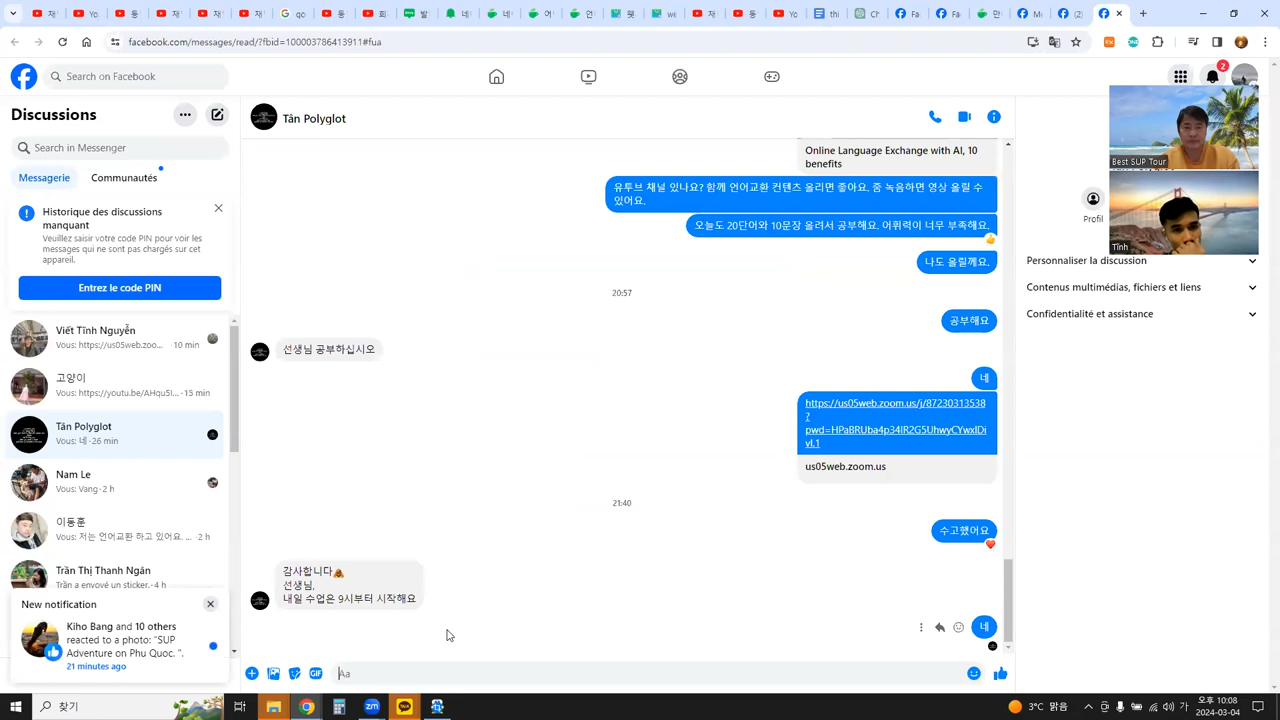 facebook.com/messages/read/?fbid=100003786413911#fua
Search on Facebook
2
Discussions
Search in Messenger
Messagerie
Communautés
Historique des discussions
manquant
Veuillez saisir votre code PIN pour voir les
messages qui ne sont pas chargés sur cet
appareil.
Entrez le code PIN
Viết Tĩnh Nguyễn
Vous: https://us05web.zoo... · 10 min
고양이
Vous: https://youtu.be/AHqu5I... · 15 min
Tân Polyglot
Vous: 네 · 26 min
Nam Le
Vous: Vang · 2 h
이동훈
Vous: 저는 언어교환 하고 있어요. ... · 2 h
Trần Thị Thanh Ngân
Trần a envoyé un sticker. · 4 h
New notification
Kiho Bang and 10 others
reacted to a photo: "SUP
Adventure on Phu Quoc. ".
21 minutes ago
Tân Polyglot
Online Language Exchange with AI, 10
benefits
유투브 채널 있나요? 함께 언어교환 컨텐츠 올리면 좋아요. 줌 녹음하면 영상 올릴 수
있어요.
오늘도 20단어와 10문장 올려서 공부해요. 어휘력이 너무 부족해요.
나도 올릴께요.
20:57
공부해요
선생님 공부하십시오
네
https://us05web.zoom.us/j/87230313538
?
pwd=HPaBRUba4p34lR2G5UhwyCYwxlDi
vl.1
us05web.zoom.us
21:40
수고했어요
감사합니다
선생님,
내일 수업은 9시부터 시작해요
네
Aa
GIF
Best SUP Tour
Tĩnh
Profil
Personnaliser la discussion
Contenus multimédias, fichiers et liens
Confidentialité et assistance
찾기
3°C 맑음
가
오후 10:08
2024-03-04